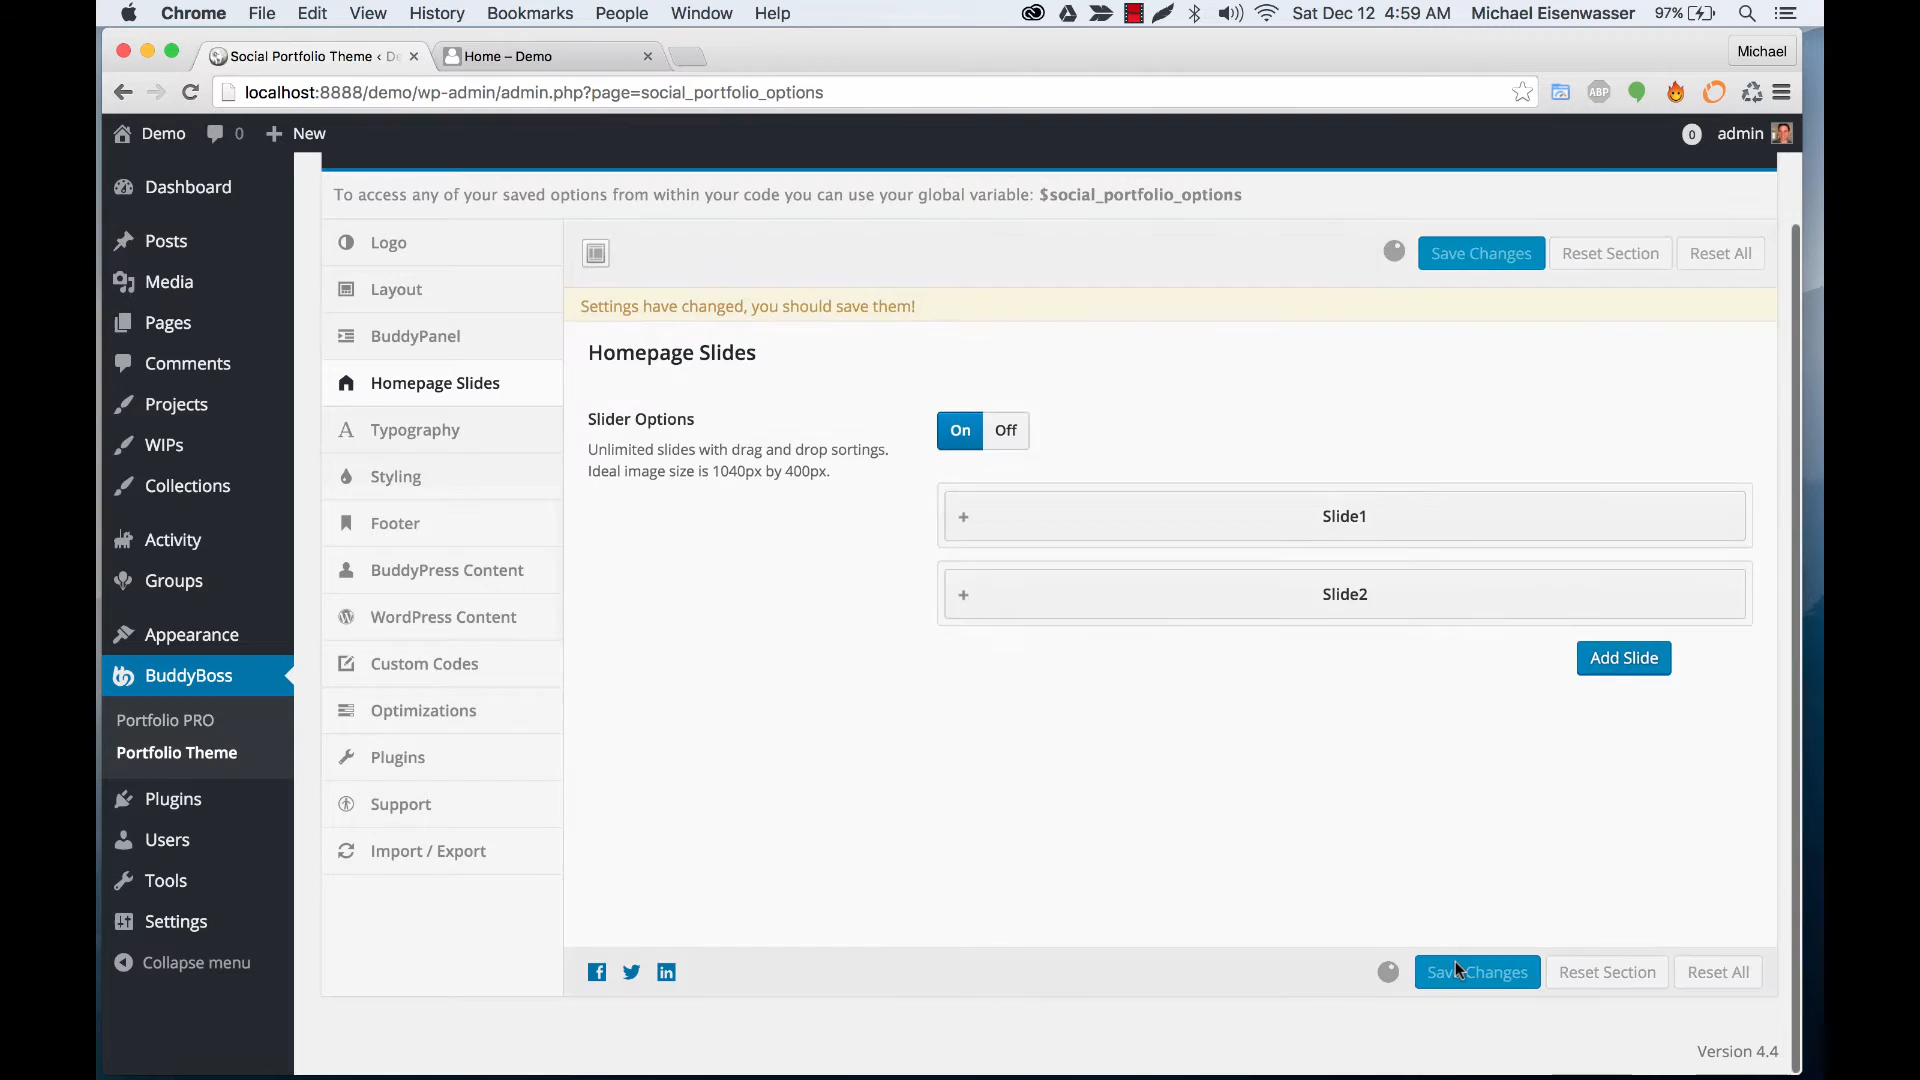 Chrome File Edit View History Bookmarks People Window Help Sat Dec 12 4:59 AM Michael Eisenwasser 97%
Social Portfolio Theme ‹ De Home – Demo Michael
localhost:8888/demo/wp-admin/admin.php?page=social_portfolio_options ABP
Demo 0 New 0 admin
Dashboard
Posts
Media
Pages
Comments
Projects
WIPs
Collections
Activity
Groups
Appearance
BuddyBoss
Portfolio PRO
Portfolio Theme
Plugins
Users
Tools
Settings
Collapse menu
To access any of your saved options from within your code you can use your global variable: $social_portfolio_options
Logo
Layout
BuddyPanel
Homepage Slides
Typography
Styling
Footer
BuddyPress Content
WordPress Content
Custom Codes
Optimizations
Plugins
Support
Import / Export
Save Changes Reset Section Reset All
Settings have changed, you should save them!
Homepage Slides
Slider Options
Unlimited slides with drag and drop sortings.
Ideal image size is 1040px by 400px.
On Off
+ Slide1
+ Slide2
Add Slide
Save Changes Reset Section Reset All
Version 4.4